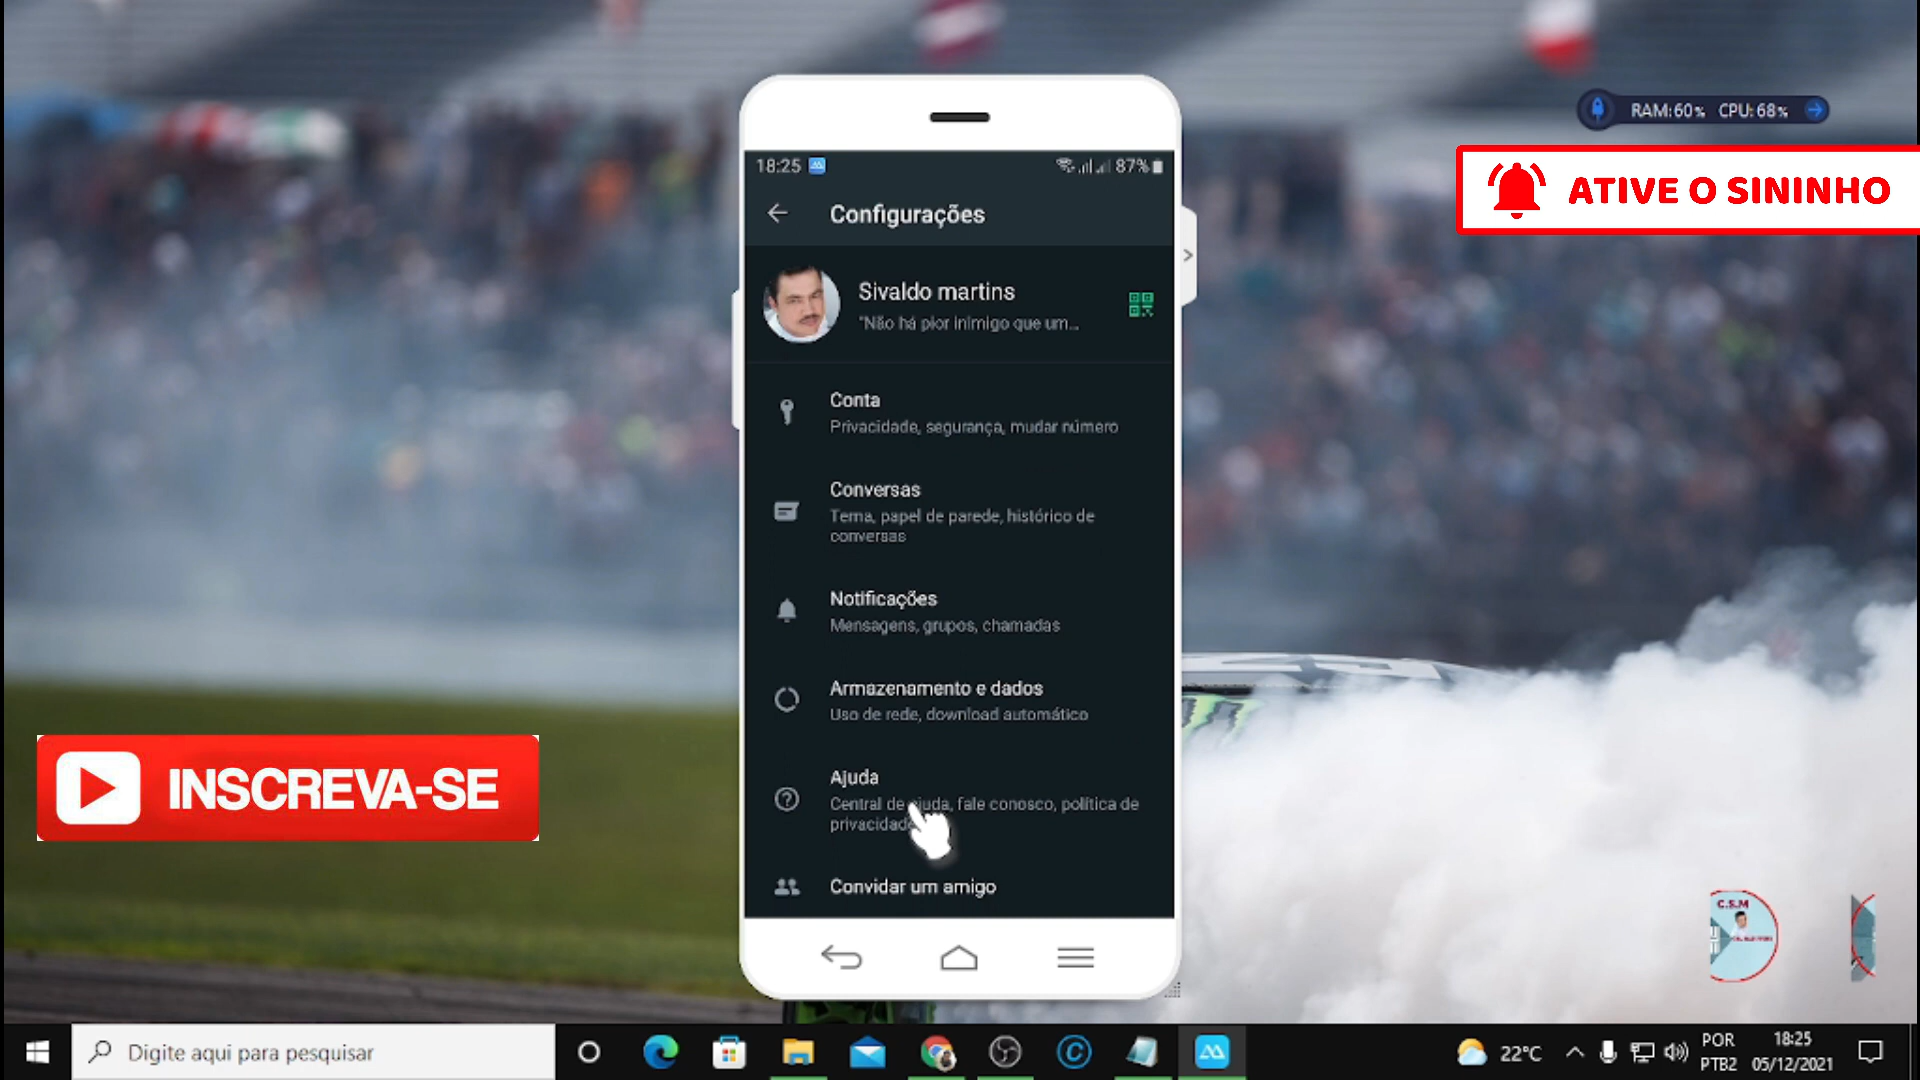 RAM:60% CPU:68%
ATIVE O SININHO
18:25
87%
Configurações
Sivaldo martins
"Não há pior inimigo que um...
Conta
Privacidade, segurança, mudar número
Conversas
Tema, papel de parede, histórico de
conversas
Notificações
Mensagens, grupos, chamadas
Armazenamento e dados
Uso de rede, download automático
Ajuda
Central de ajuda, fale conosco, política de
privacidade
Convidar um amigo
INSCREVA-SE
C.S.M
Digite aqui para pesquisar
22°C
POR
PTB2
18:25
05/12/2021